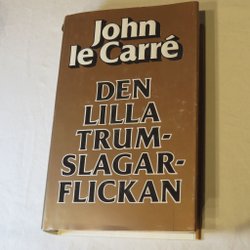 John
le Carré
DEN
LILLA
TRUM-
SLAGAR-
FLICKAN